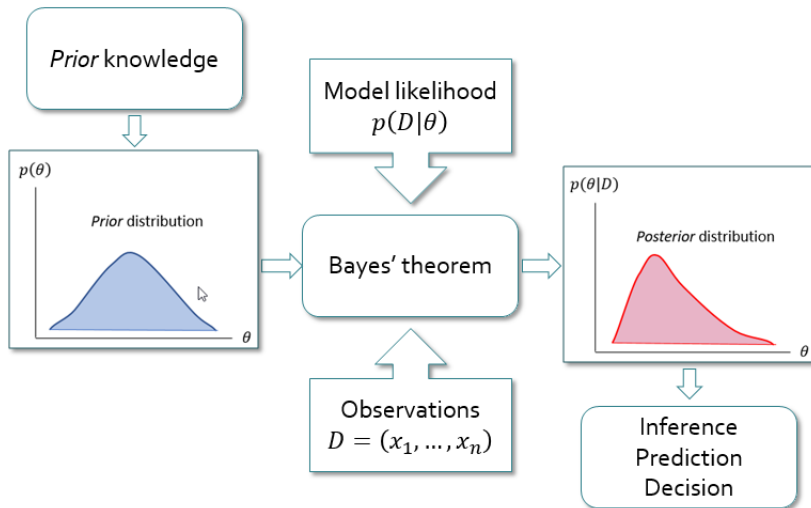 Prior knowledge
p(θ)
Prior distribution
θ
Model likelihood
p(D|θ)
Bayes’ theorem
Observations
D = (x₁, …, xₙ)
p(θ|D)
Posterior distribution
θ
Inference
Prediction
Decision